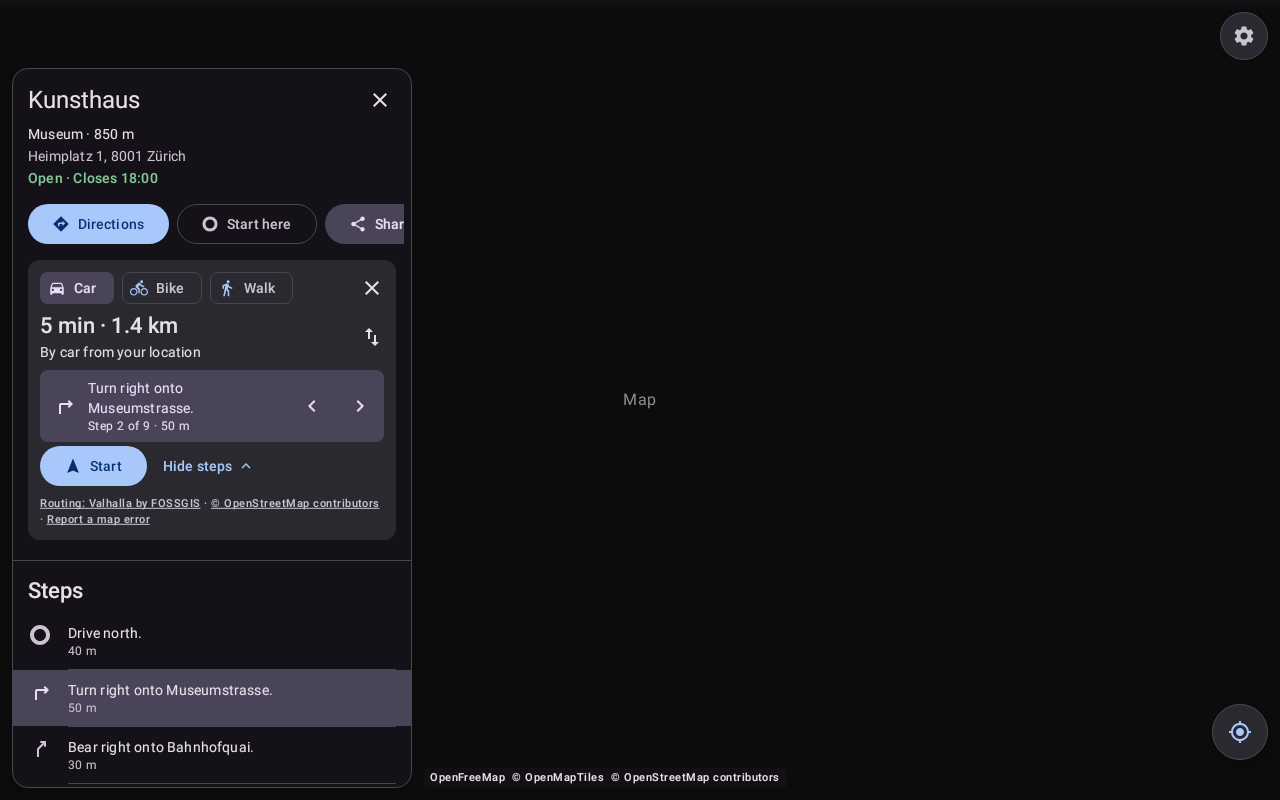 Kunsthaus
Museum · 850 m
Heimplatz 1, 8001 Zürich
Open · Closes 18:00
Directions
Start here
Shar
Car
Bike
Walk
5 min · 1.4 km
By car from your location
Turn right onto
Museumstrasse.
Step 2 of 9 · 50 m
Start
Hide steps
Routing: Valhalla by FOSSGIS · © OpenStreetMap contributors
· Report a map error
Steps
Drive north.
40 m
Turn right onto Museumstrasse.
50 m
Bear right onto Bahnhofquai.
30 m
Map
OpenFreeMap © OpenMapTiles © OpenStreetMap contributors